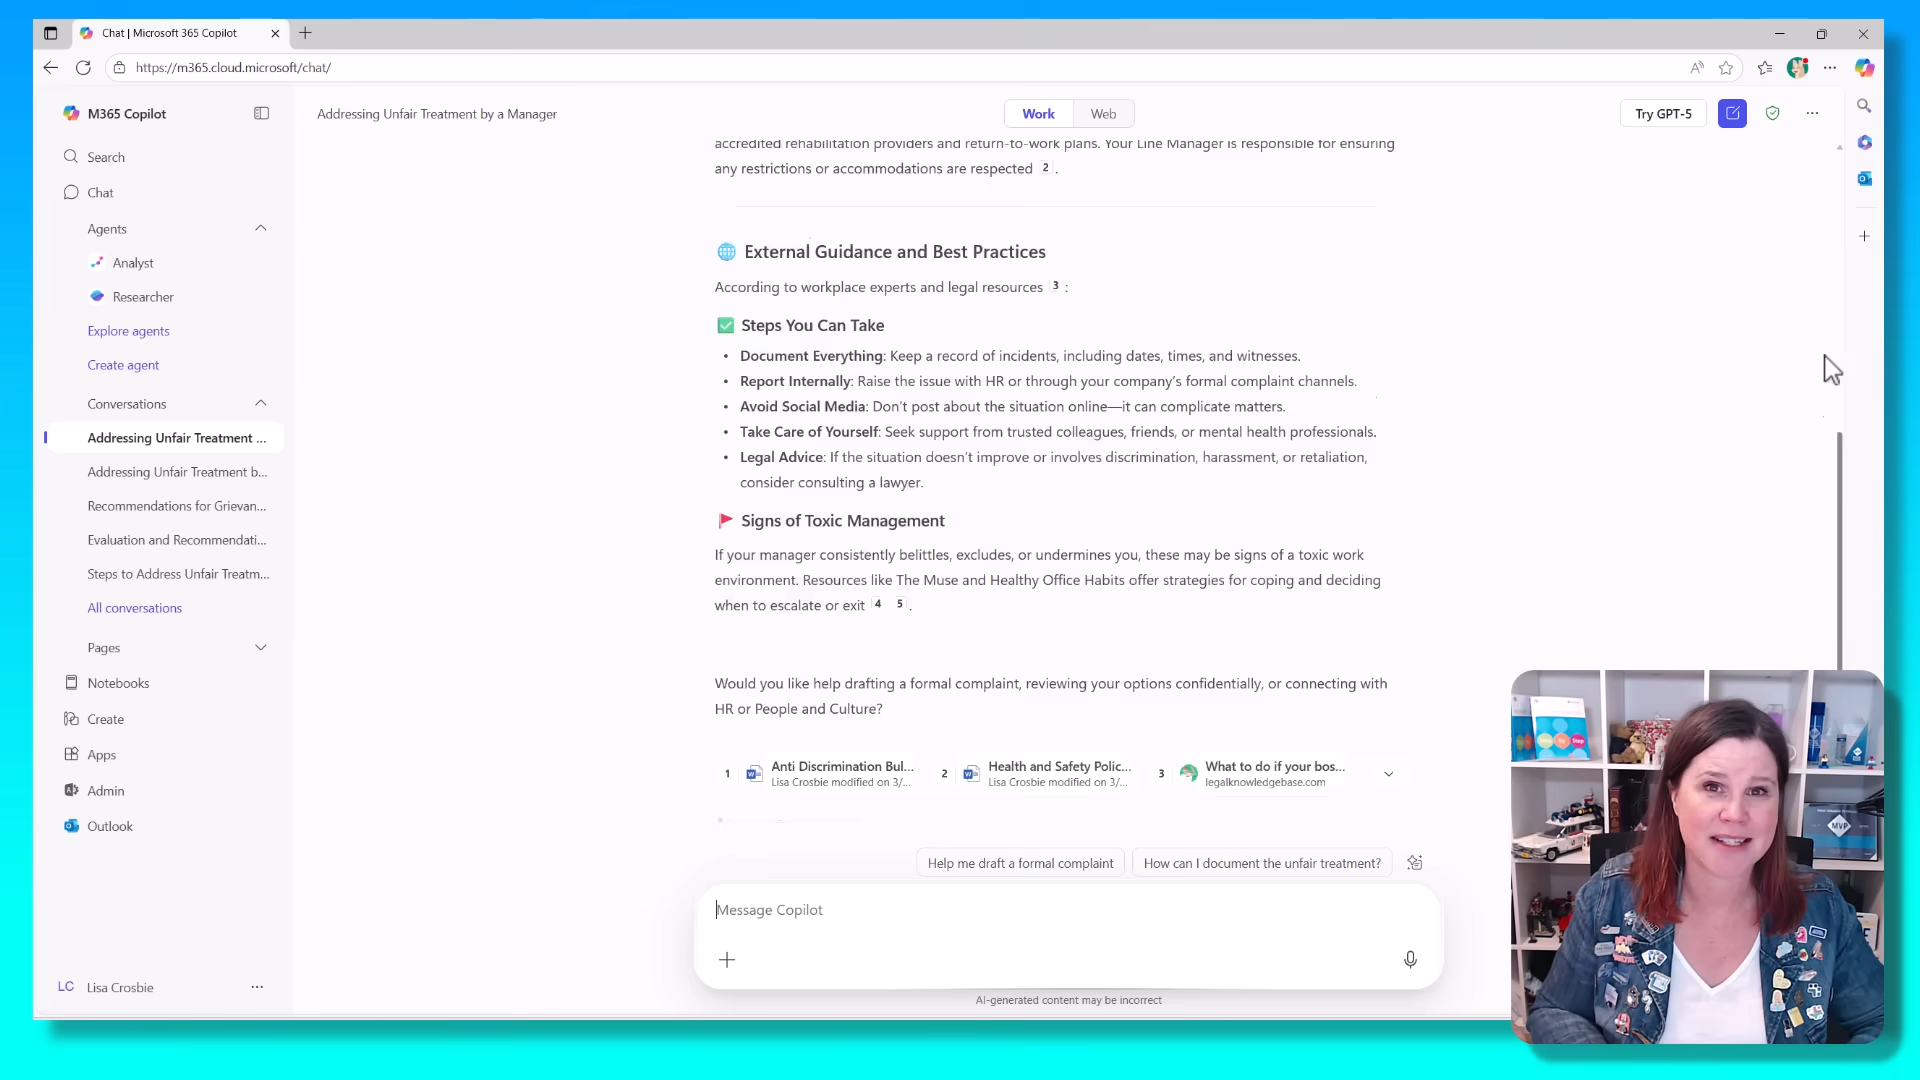 Chat | Microsoft 365 Copilot
https://m365.cloud.microsoft/chat/
M365 Copilot
Search
Chat
Agents
Analyst
Researcher
Explore agents
Create agent
Conversations
Addressing Unfair Treatment ...
Addressing Unfair Treatment b...
Recommendations for Grievan...
Evaluation and Recommendati...
Steps to Address Unfair Treatm...
All conversations
Pages
Notebooks
Create
Apps
Admin
Outlook
LC Lisa Crosbie
Addressing Unfair Treatment by a Manager
Work Web
Try GPT-5
accredited rehabilitation providers and return-to-work plans. Your Line Manager is responsible for ensuring
any restrictions or accommodations are respected 2 .
External Guidance and Best Practices
According to workplace experts and legal resources 3 :
Steps You Can Take
• Document Everything: Keep a record of incidents, including dates, times, and witnesses.
• Report Internally: Raise the issue with HR or through your company's formal complaint channels.
• Avoid Social Media: Don't post about the situation online—it can complicate matters.
• Take Care of Yourself: Seek support from trusted colleagues, friends, or mental health professionals.
• Legal Advice: If the situation doesn't improve or involves discrimination, harassment, or retaliation,
consider consulting a lawyer.
Signs of Toxic Management
If your manager consistently belittles, excludes, or undermines you, these may be signs of a toxic work
environment. Resources like The Muse and Healthy Office Habits offer strategies for coping and deciding
when to escalate or exit 4 5 .
Would you like help drafting a formal complaint, reviewing your options confidentially, or connecting with
HR or People and Culture?
1 Anti Discrimination Bul...
Lisa Crosbie modified on 3/...
2 Health and Safety Polic...
Lisa Crosbie modified on 3/...
3 What to do if your bos...
legalknowledgebase.com
Help me draft a formal complaint
How can I document the unfair treatment?
Message Copilot
AI-generated content may be incorrect
MVP